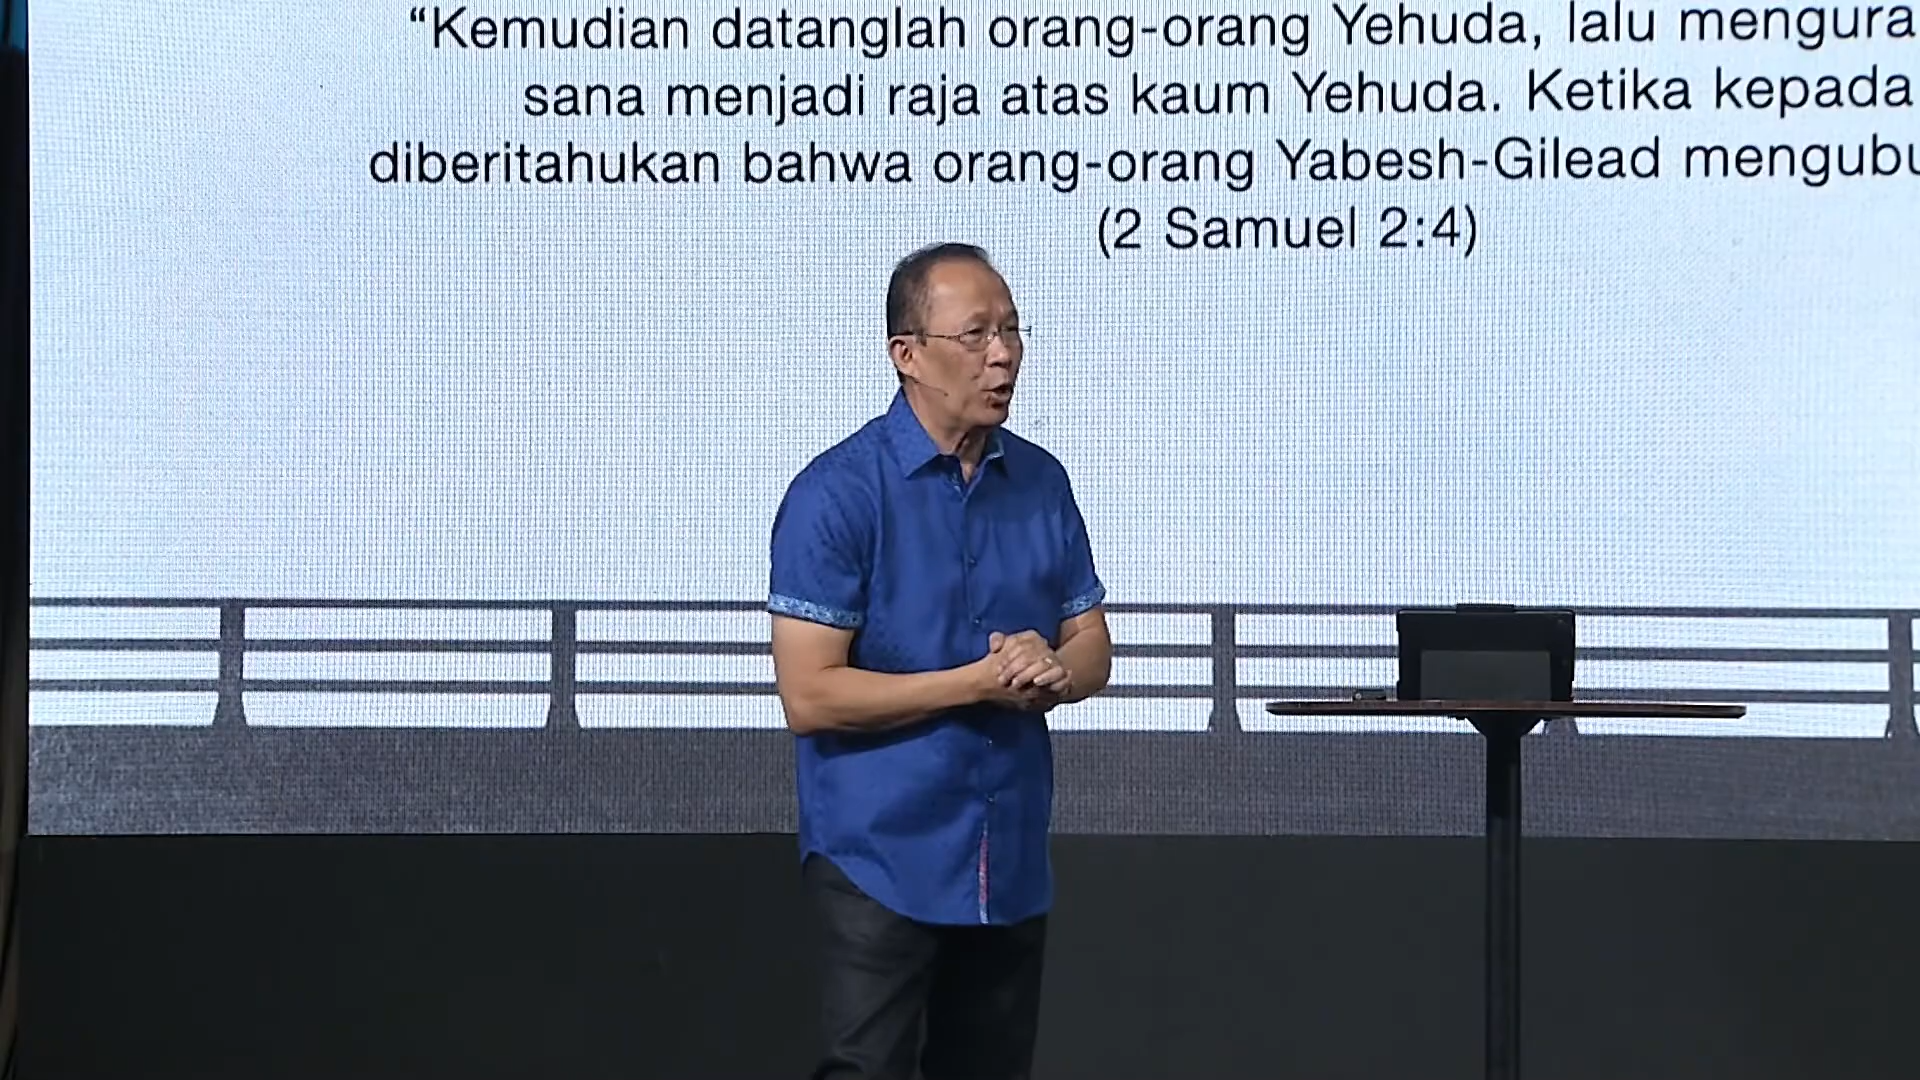 “Kemudian datanglah orang-orang Yehuda, lalu mengura
sana menjadi raja atas kaum Yehuda. Ketika kepada
diberitahukan bahwa orang-orang Yabesh-Gilead mengubu
(2 Samuel 2:4)